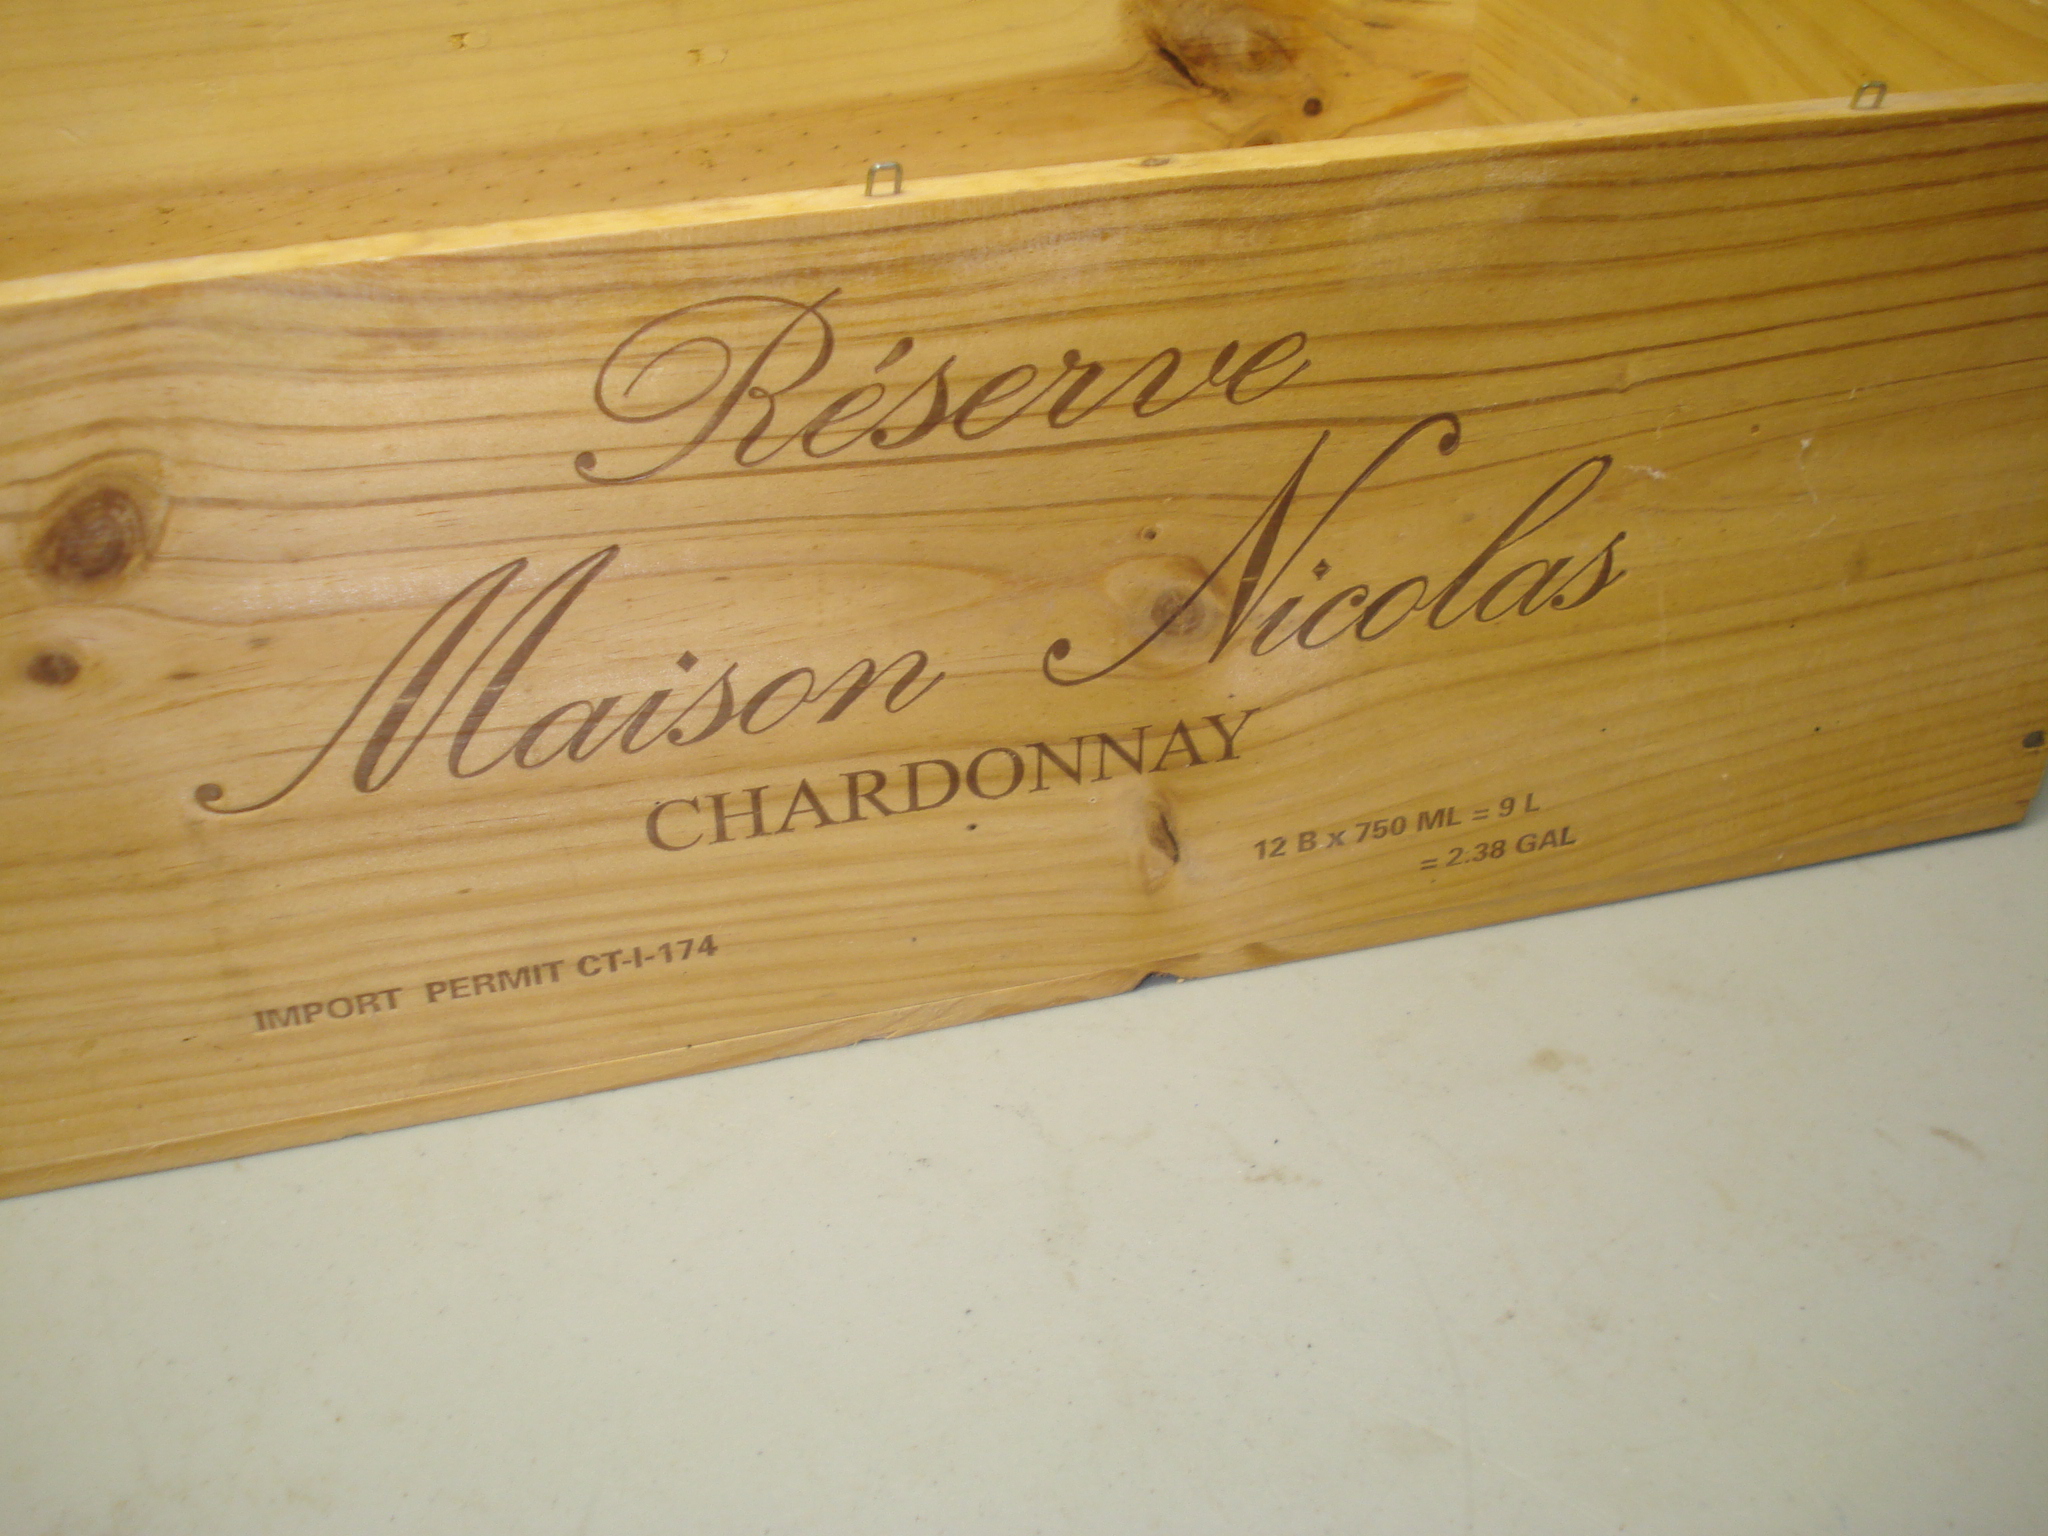 Réserve
Maison Nicolas
CHARDONNAY
12 B x 750 ML = 9 L
= 2.38 GAL
IMPORT PERMIT CT-I-174